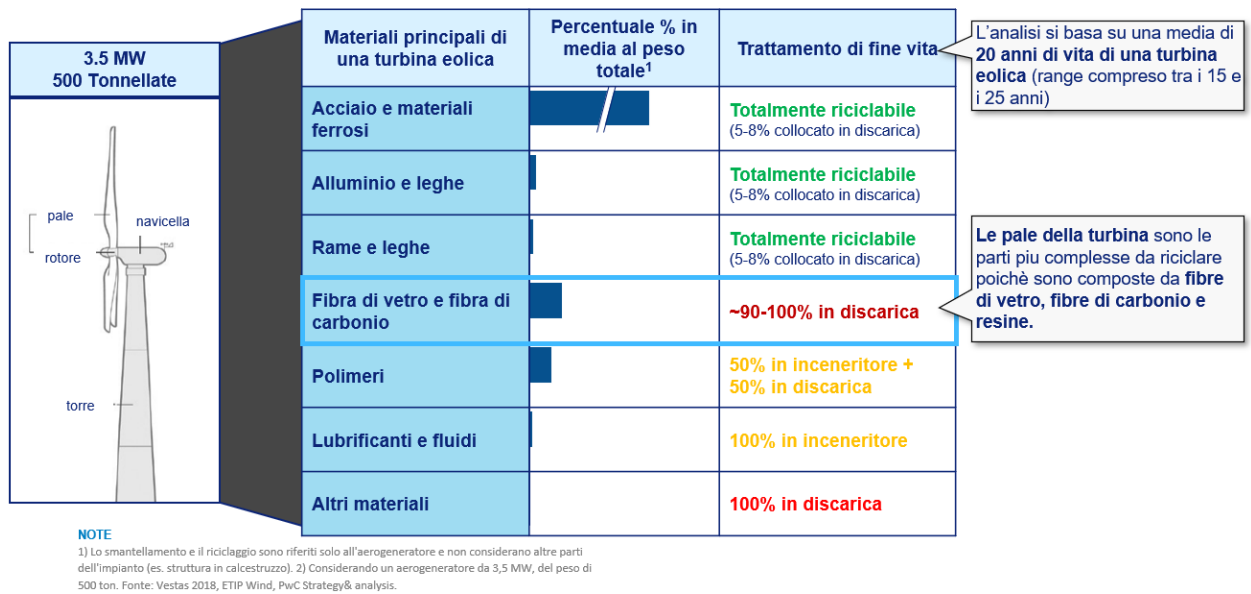 3.5 MW
500 Tonnellate
pale
navicella
rotore
torre
Materiali principali di
una turbina eolica
Percentuale % in
media al peso
totale¹
Trattamento di fine vita
Acciaio e materiali
ferrosi
Totalmente riciclabile
(5-8% collocato in discarica)
Alluminio e leghe
Totalmente riciclabile
(5-8% collocato in discarica)
Rame e leghe
Totalmente riciclabile
(5-8% collocato in discarica)
Fibra di vetro e fibra di
carbonio
~90-100% in discarica
Polimeri
50% in inceneritore +
50% in discarica
Lubrificanti e fluidi
100% in inceneritore
Altri materiali
100% in discarica
L'analisi si basa su una media di
20 anni di vita di una turbina
eolica (range compreso tra i 15 e
i 25 anni)
Le pale della turbina sono le
parti piu complesse da riciclare
poichè sono composte da fibre
di vetro, fibre di carbonio e
resine.
NOTE
1) Lo smantellamento e il riciclaggio sono riferiti solo all'aerogeneratore e non considerano altre parti
dell'impianto (es. struttura in calcestruzzo). 2) Considerando un aerogeneratore da 3,5 MW, del peso di
500 ton. Fonte: Vestas 2018, ETIP Wind, PwC Strategy& analysis.